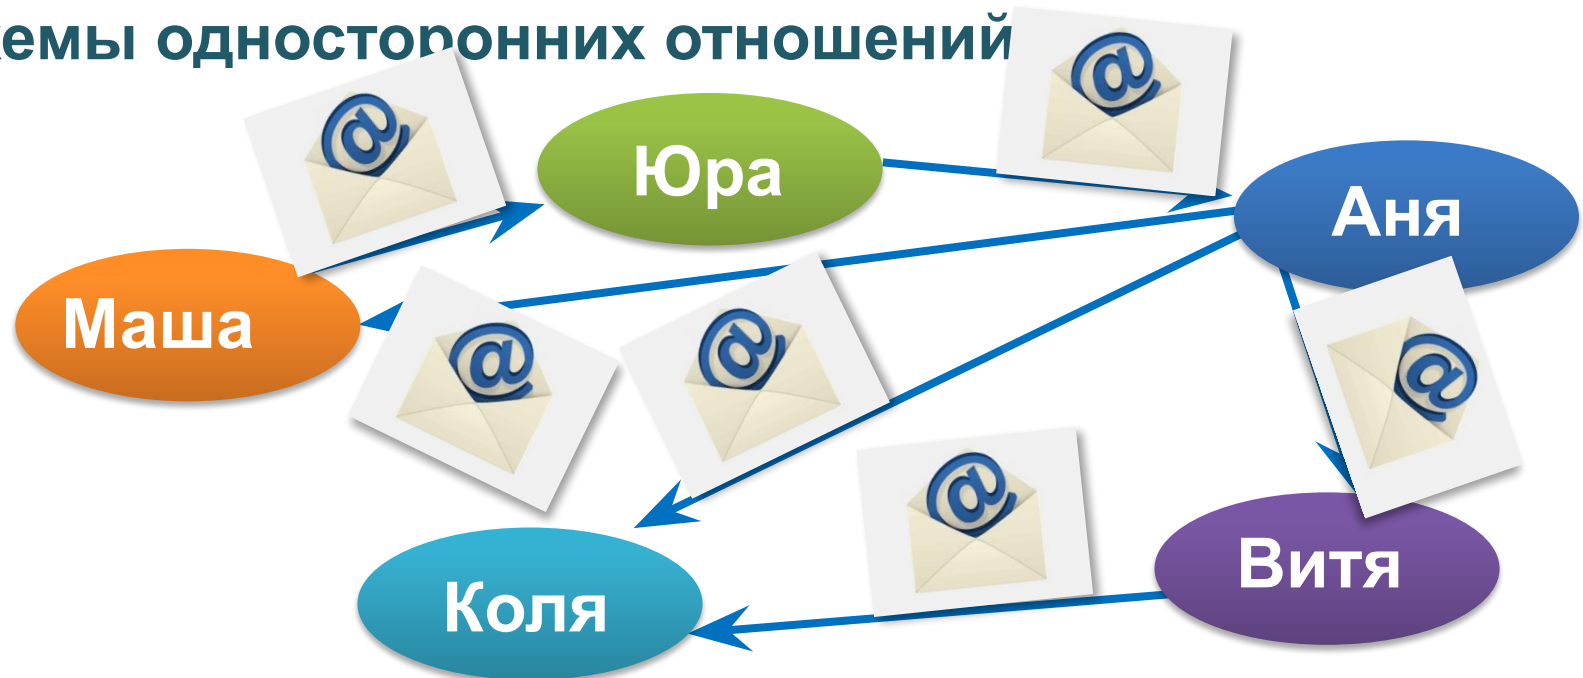 емы односторонних отношений
Юра
Аня
Маша
Витя
Коля